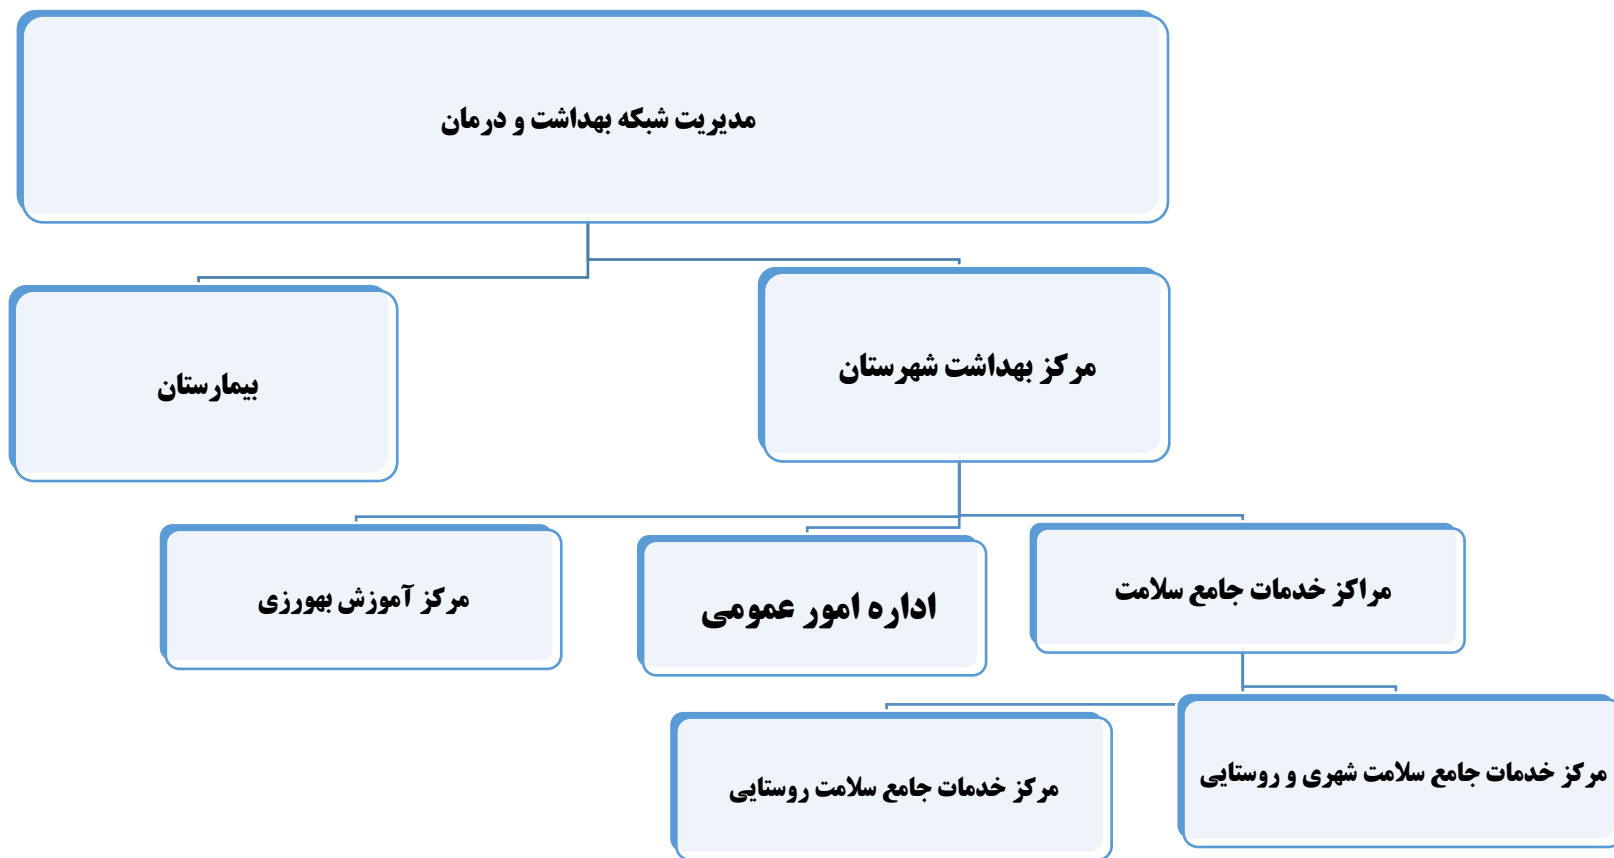 مدیریت شبکه بهداشت و درمان
مرکز بهداشت شهرستان
بیمارستان
مراکز خدمات جامع سلامت
اداره امور عمومی
مرکز آموزش بهورزی
مرکز خدمات جامع سلامت شهری و روستایی
مرکز خدمات جامع سلامت روستایی